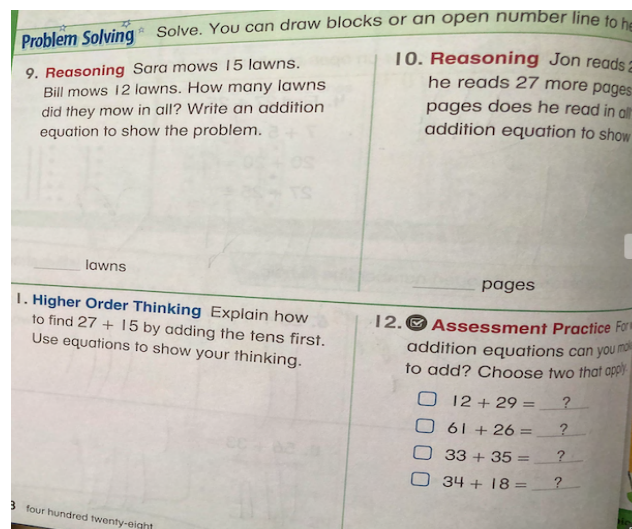 Problem Solving Solve. You can draw blocks or an open number line to
9. Reasoning Sara mows 15 lawns.
Bill mows 12 lawns. How many lawns
did they mow in all? Write an addition
equation to show the problem.
lawns
10. Reasoning Jon reads
he reads 27 more pages
pages does he read in all
addition equation to show
pages
1. Higher Order Thinking Explain how
to find 27 + 15 by adding the tens first.
Use equations to show your thinking.
12. Assessment Practice For
addition equations can you
to add? Choose two that apply.
12 + 29 = ?
61 + 26 = ?
33 + 35 = ?
34 + 18 = ?
four hundred twenty-eight